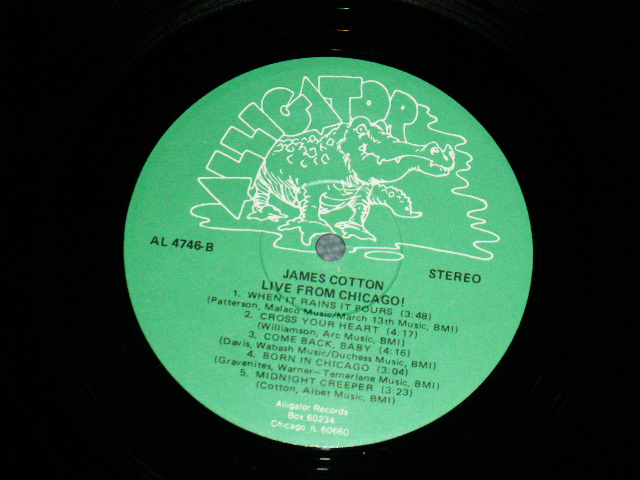 ALLIGATOR
AL 4746-B
STEREO
JAMES COTTON
LIVE FROM CHICAGO!
1. WHEN IT RAINS IT POURS (3:48)
(Patterson, Malaco Music/March 13th Music, BMI)
2. CROSS YOUR HEART (4:17)
(Williamson, Arc Music, BMI)
3. COME BACK, BABY (4:16)
(Davis, Wabash Music/Duchess Music, BMI)
4. BORN IN CHICAGO (3:04)
(Gravenites, Warner-Tamerlane Music, BMI)
5. MIDNIGHT CREEPER (3:23)
(Cotton, Albet Music, BMI)
Alligator Records
Box 60234
Chicago IL 60660